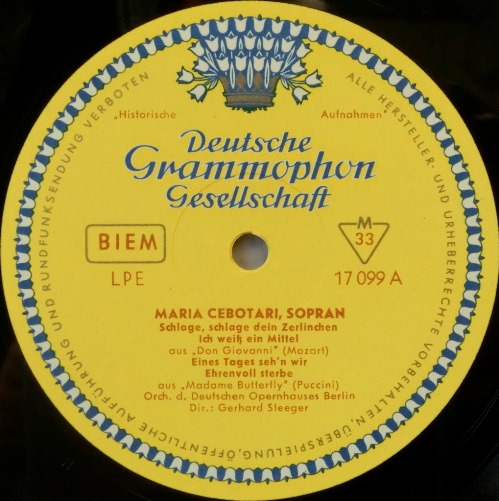 ALLE HERSTELLER- UND URHEBERRECHTE VORBEHALTEN, ÜBERSPIELUNG, ÖFFENTLICHE AUFFÜHRUNG UND RUNDFUNKSENDUNG VERBOTEN
„Historische Aufnahmen"
Deutsche
Grammophon
Gesellschaft
BIEM
M
33
LPE
17 099 A
MARIA CEBOTARI, SOPRAN
Schlage, schlage dein Zerlinchen
Ich weiß ein Mittel
aus „Don Giovanni" (Mozart)
Eines Tages seh'n wir
Ehrenvoll sterbe
aus „Madame Butterfly" (Puccini)
Orch. d. Deutschen Opernhauses Berlin
Dir.: Gerhard Steeger